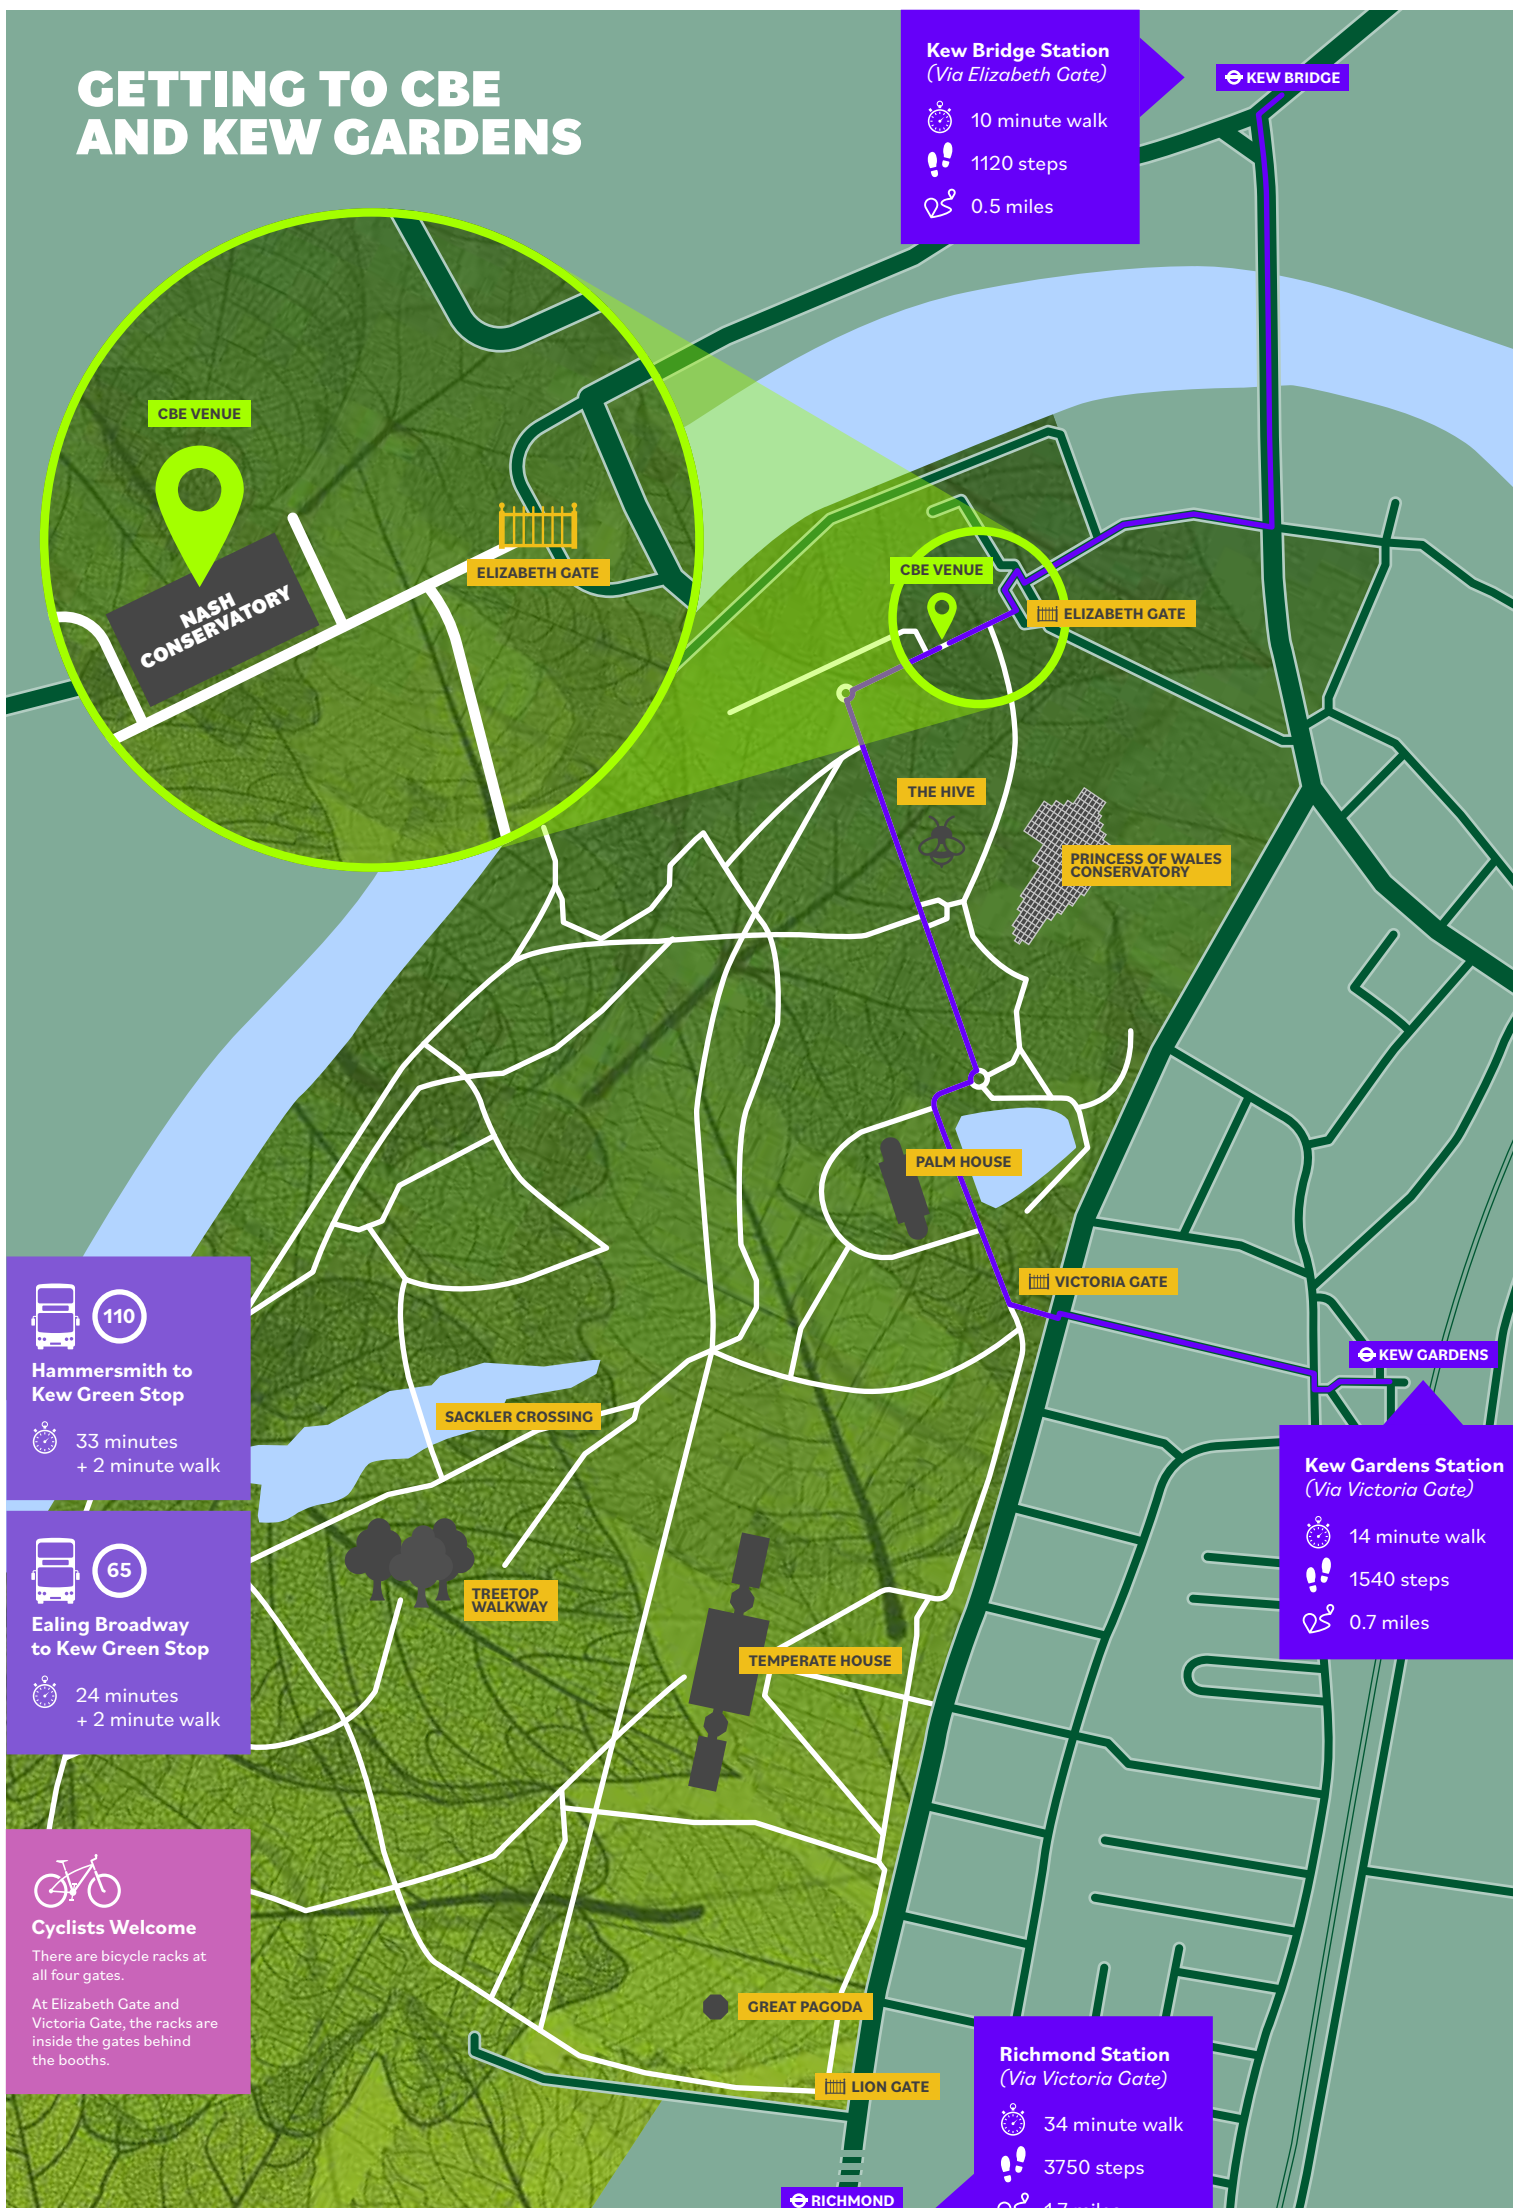 GETTING TO CBE
AND KEW GARDENS
Kew Bridge Station
(Via Elizabeth Gate)
10 minute walk
1120 steps
0.5 miles
KEW BRIDGE
CBE VENUE
NASH
CONSERVATORY
ELIZABETH GATE
CBE VENUE
ELIZABETH GATE
THE HIVE
PRINCESS OF WALES
CONSERVATORY
PALM HOUSE
VICTORIA GATE
KEW GARDENS
Kew Gardens Station
(Via Victoria Gate)
14 minute walk
1540 steps
0.7 miles
110
Hammersmith to
Kew Green Stop
33 minutes
+ 2 minute walk
SACKLER CROSSING
65
Ealing Broadway
to Kew Green Stop
24 minutes
+ 2 minute walk
TREETOP
WALKWAY
TEMPERATE HOUSE
Cyclists Welcome
There are bicycle racks at
all four gates.
At Elizabeth Gate and
Victoria Gate, the racks are
inside the gates behind
the booths.
GREAT PAGODA
LION GATE
Richmond Station
(Via Victoria Gate)
34 minute walk
3750 steps
1.7 miles
RICHMOND